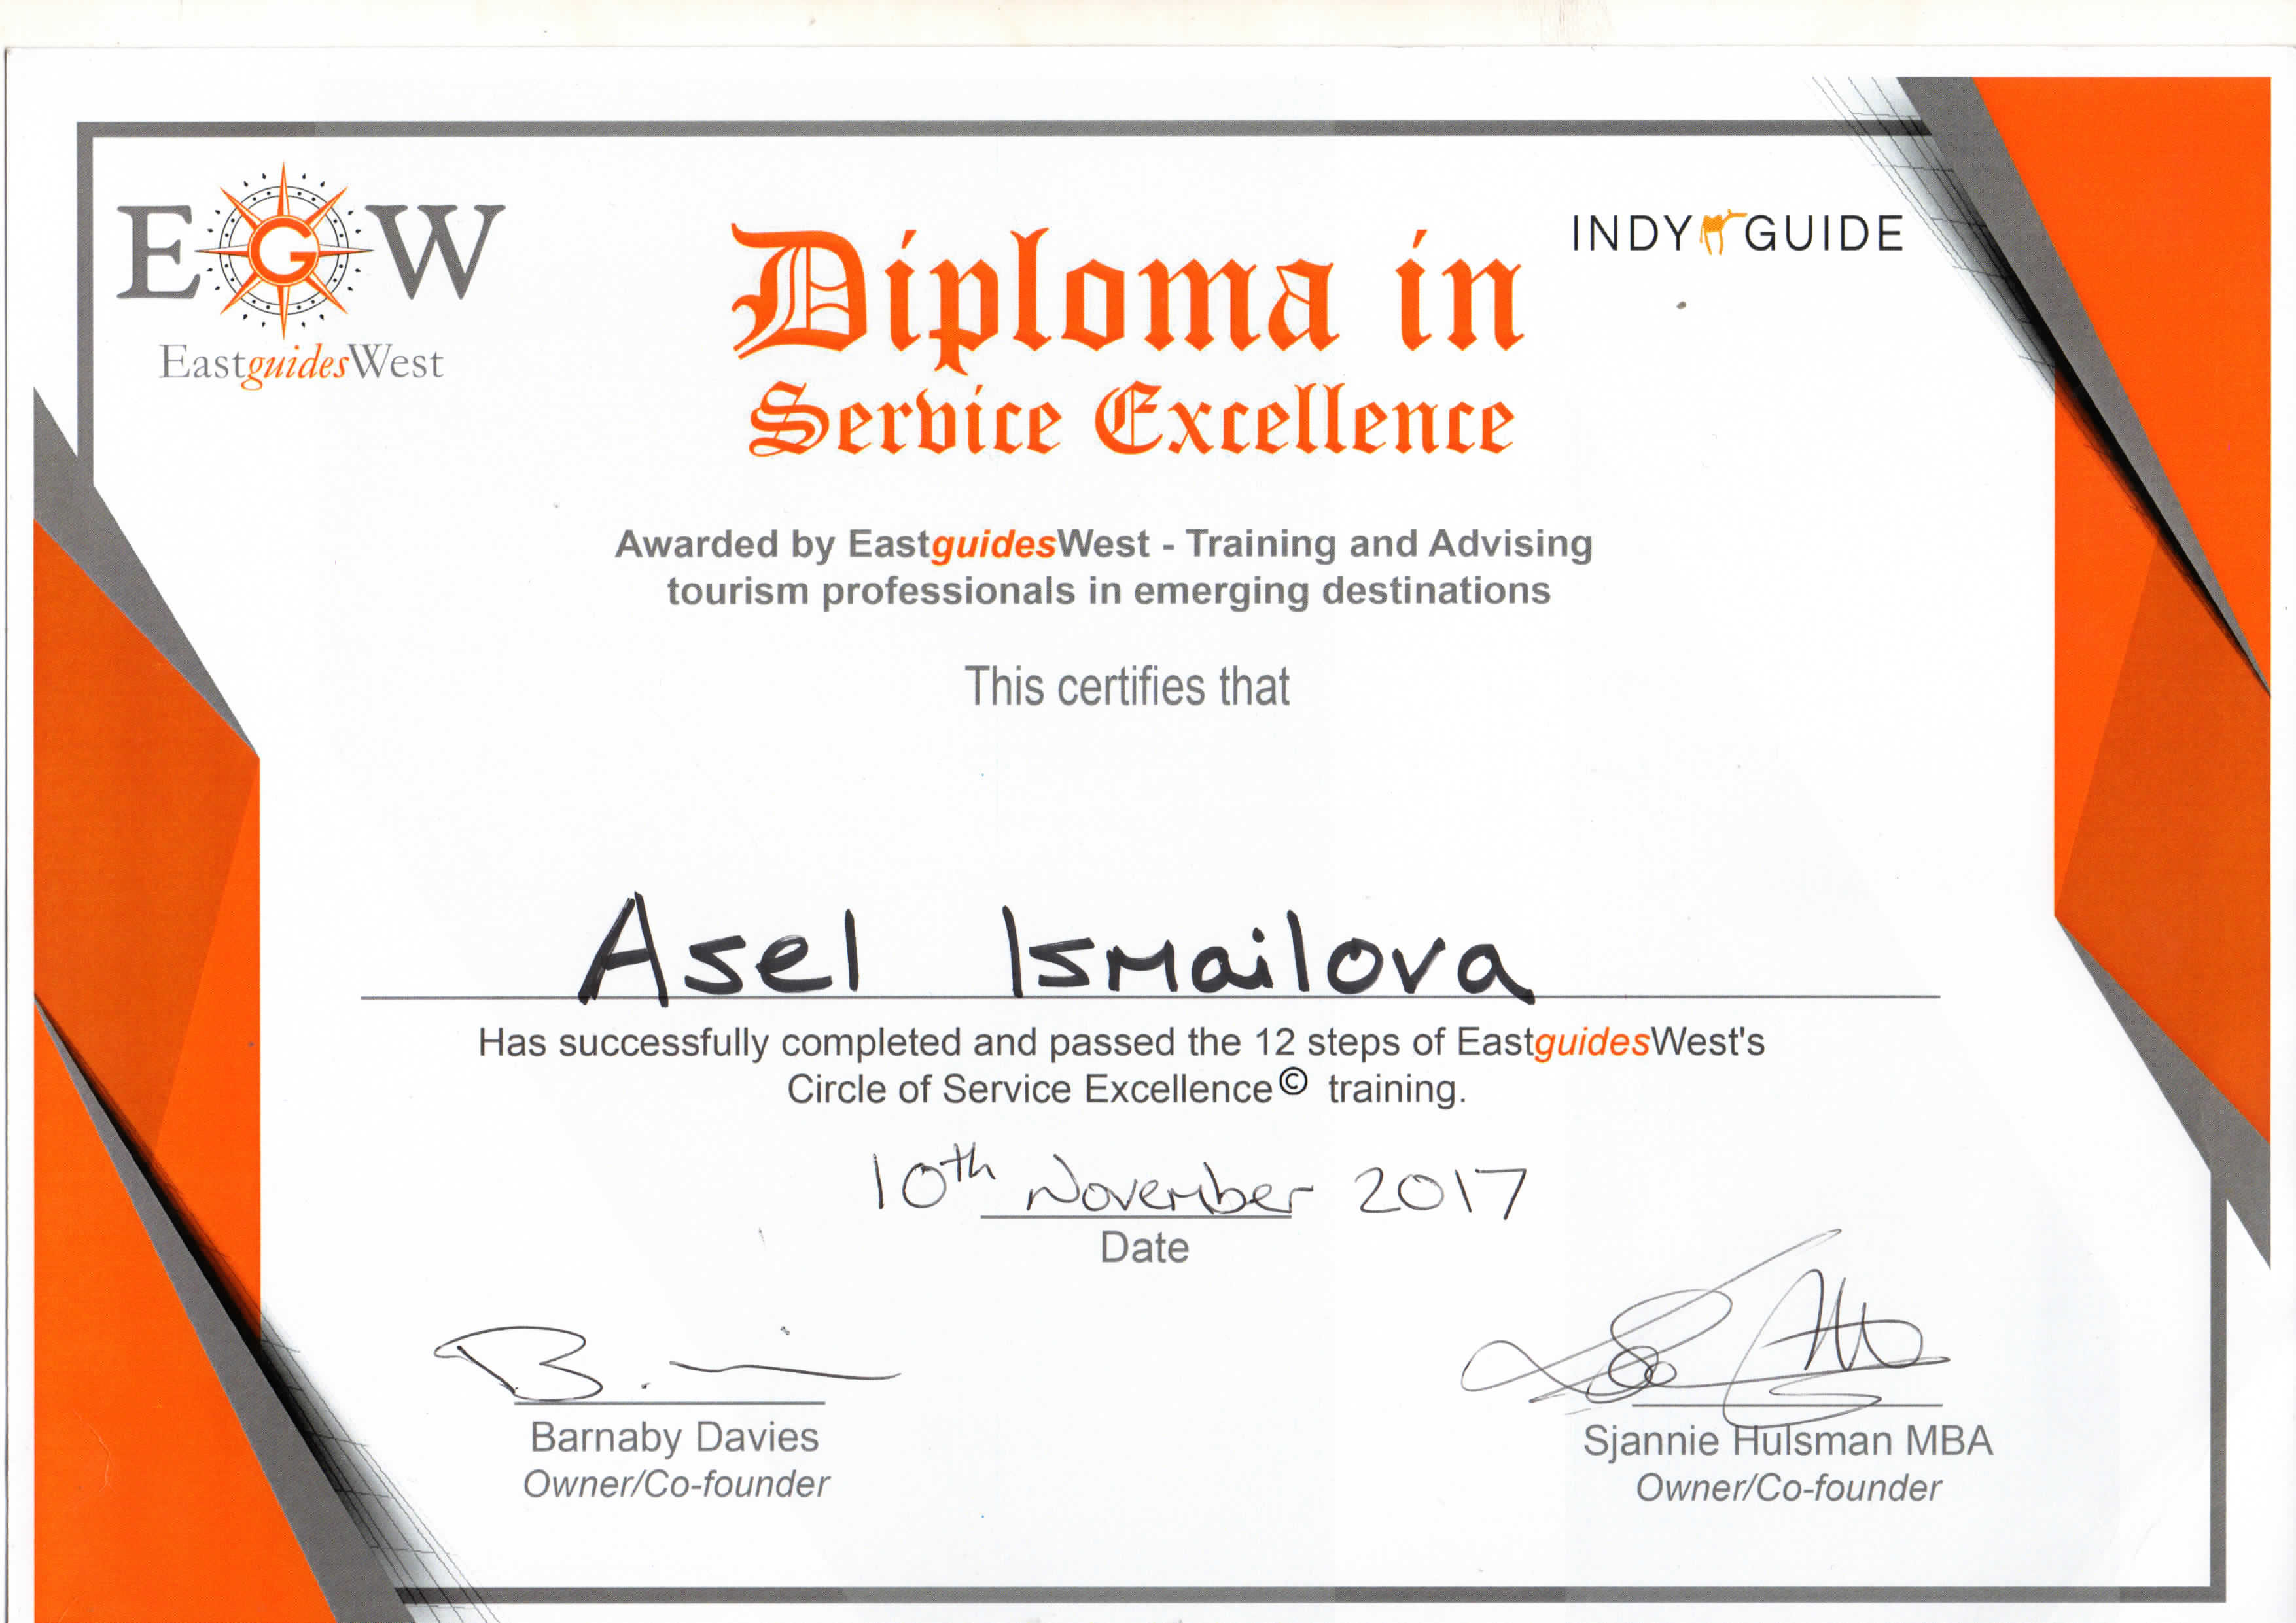 EGW
EastguidesWest
INDY GUIDE
Diploma in
Service Excellence
Awarded by EastguidesWest - Training and Advising
tourism professionals in emerging destinations
This certifies that
Asel Ismailova
Has successfully completed and passed the 12 steps of EastguidesWest's
Circle of Service Excellence© training.
10th November 2017
Date
Barnaby Davies
Owner/Co-founder
Sjannie Hulsman MBA
Owner/Co-founder